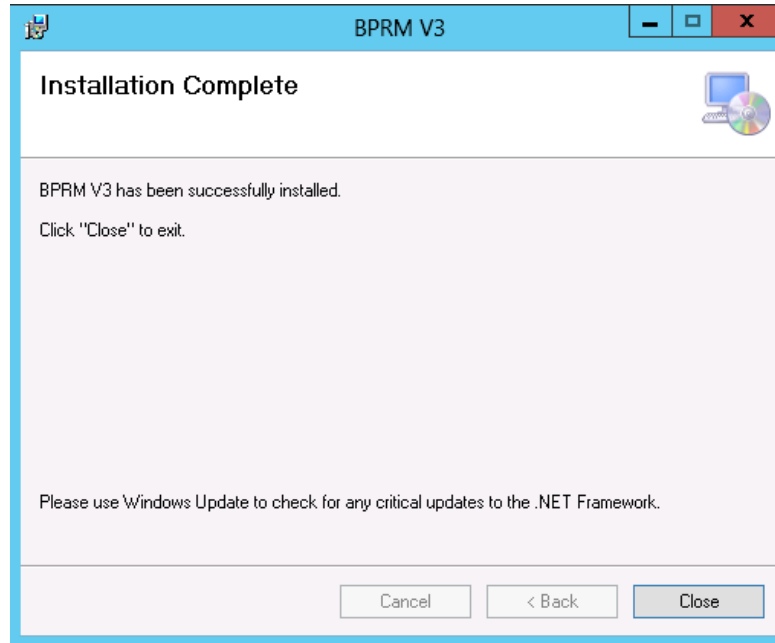 BPRM V3
Installation Complete
BPRM V3 has been successfully installed.
Click "Close" to exit.
Please use Windows Update to check for any critical updates to the .NET Framework.
Cancel
< Back
Close